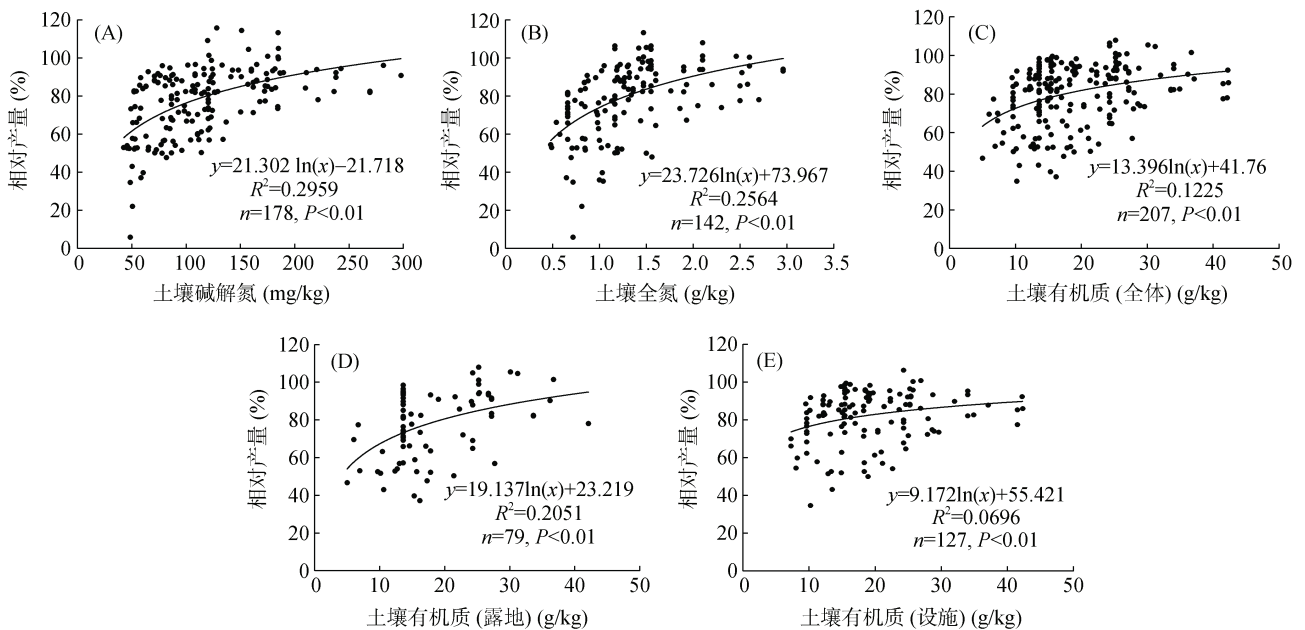 (A)
120
100
80
60
40
20
0
相对产量 (%)
y=21.302 ln(x)−21.718
R²=0.2959
n=178, P<0.01
0 50 100 150 200 250 300
土壤碱解氮 (mg/kg)
(B)
120
100
80
60
40
20
0
相对产量 (%)
y=23.726ln(x)+73.967
R²=0.2564
n=142, P<0.01
0 0.5 1.0 1.5 2.0 2.5 3.0 3.5
土壤全氮 (g/kg)
(C)
120
100
80
60
40
20
0
相对产量 (%)
y=13.396ln(x)+41.76
R²=0.1225
n=207, P<0.01
0 10 20 30 40 50
土壤有机质 (全体) (g/kg)
(D)
120
100
80
60
40
80
20
0
相对产量 (%)
y=19.137ln(x)+23.219
R²=0.2051
n=79, P<0.01
0 10 20 30 40 50
土壤有机质 (露地) (g/kg)
(E)
120
100
80
60
40
20
0
相对产量 (%)
y=9.172ln(x)+55.421
R²=0.0696
n=127, P<0.01
0 10 20 30 40 50
土壤有机质 (设施) (g/kg)